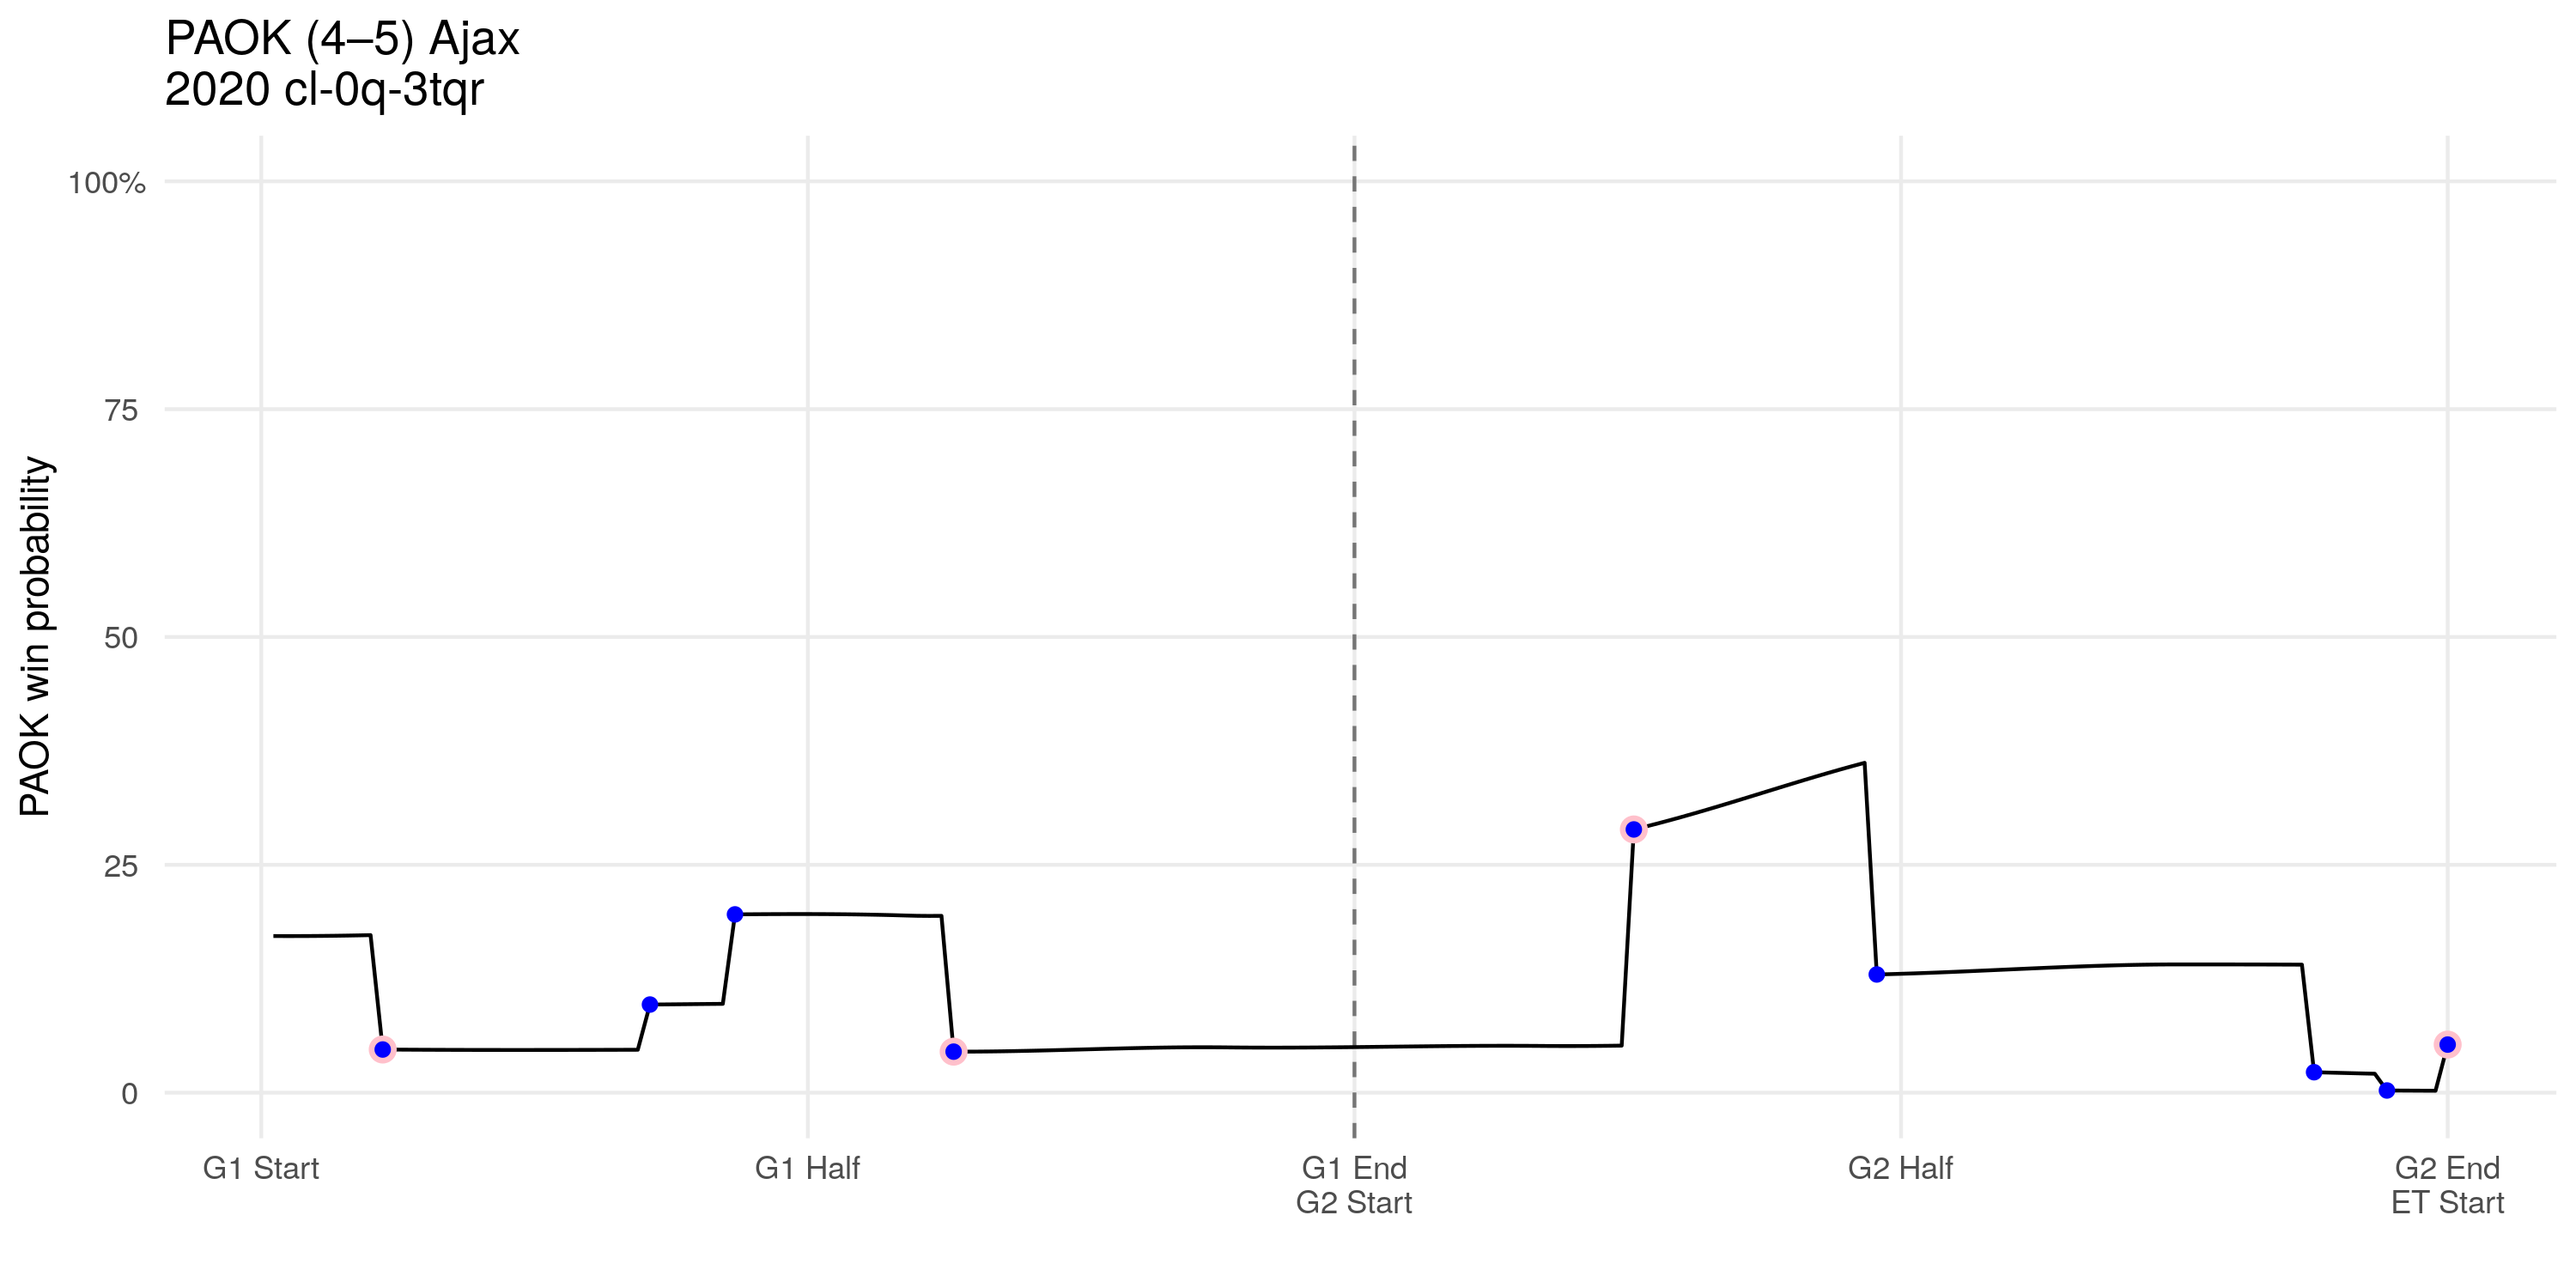 PAOK (4–5) Ajax
2020 cl-0q-3tqr
PAOK win probability
100%
75
50
25
0
G1 Start
G1 Half
G1 End
G2 Start
G2 Half
G2 End
ET Start